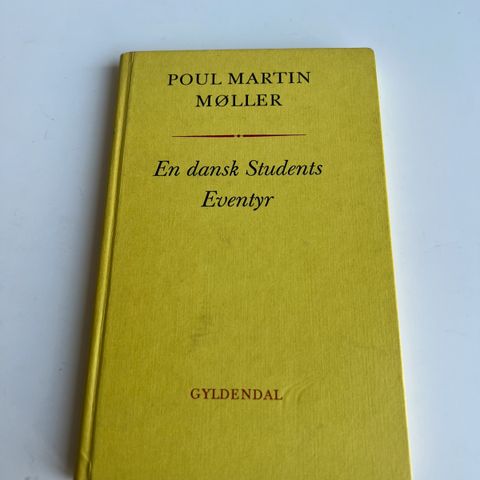 POUL MARTIN
MØLLER
En dansk Students
Eventyr
GYLDENDAL